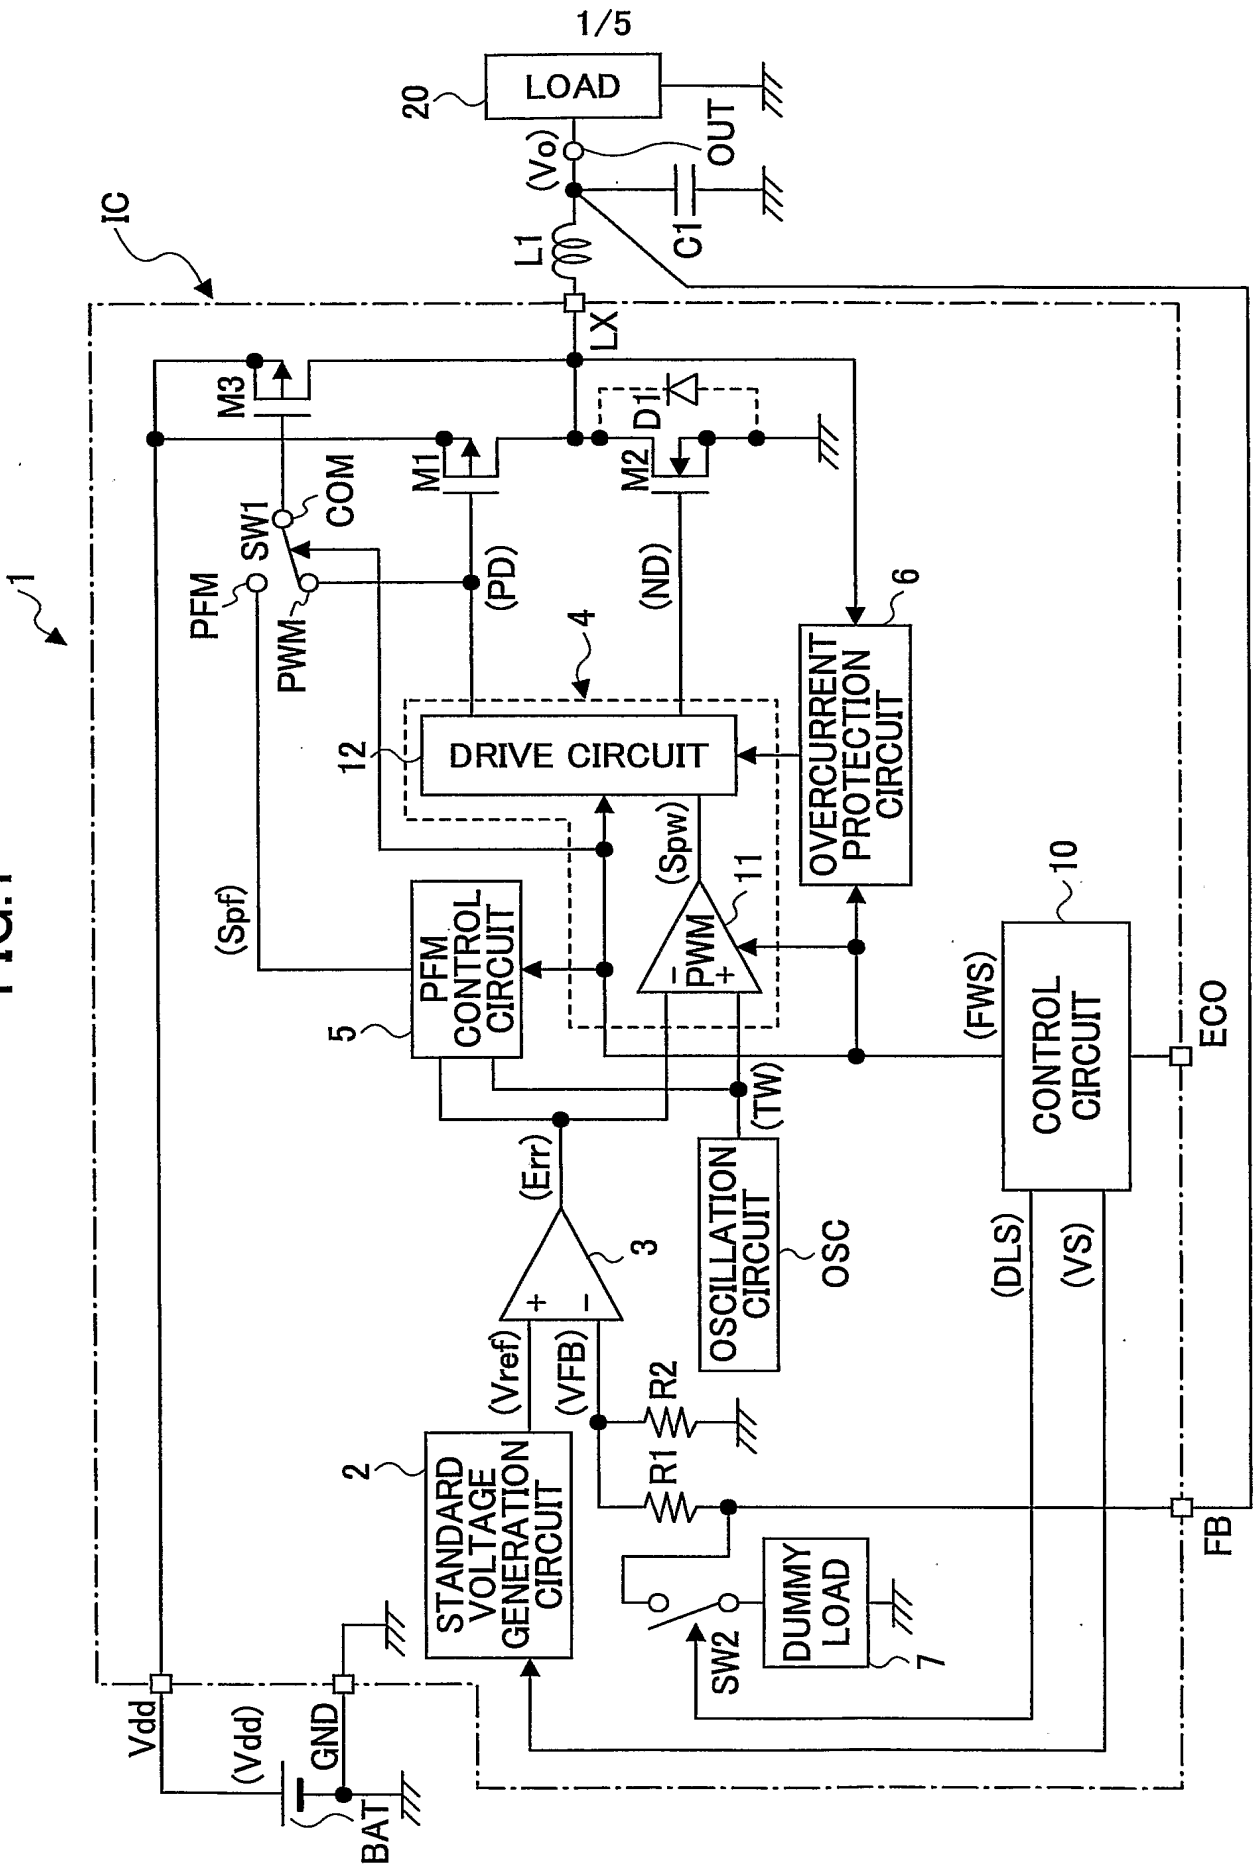 FIG.1
1/5
1
IC
20
LOAD
(Vo)
OUT
L1
C1
LX
M3
M1
M2
D1
SW1
COM
PFM
PWM
(PD)
(ND)
4
6
12
DRIVE CIRCUIT
OVERCURRENT
PROTECTION
CIRCUIT
(Spf)
(Spw)
11
PWM
−
+
5
PFM
CONTROL
CIRCUIT
(FWS)
10
CONTROL
CIRCUIT
ECO
(Err)
(TW)
3
+
−
OSCILLATION
CIRCUIT
OSC
(DLS)
(VS)
(Vref)
(VFB)
R2
R1
2
STANDARD
VOLTAGE
GENERATION
CIRCUIT
SW2
DUMMY
LOAD
7
FB
Vdd
(Vdd)
GND
BAT